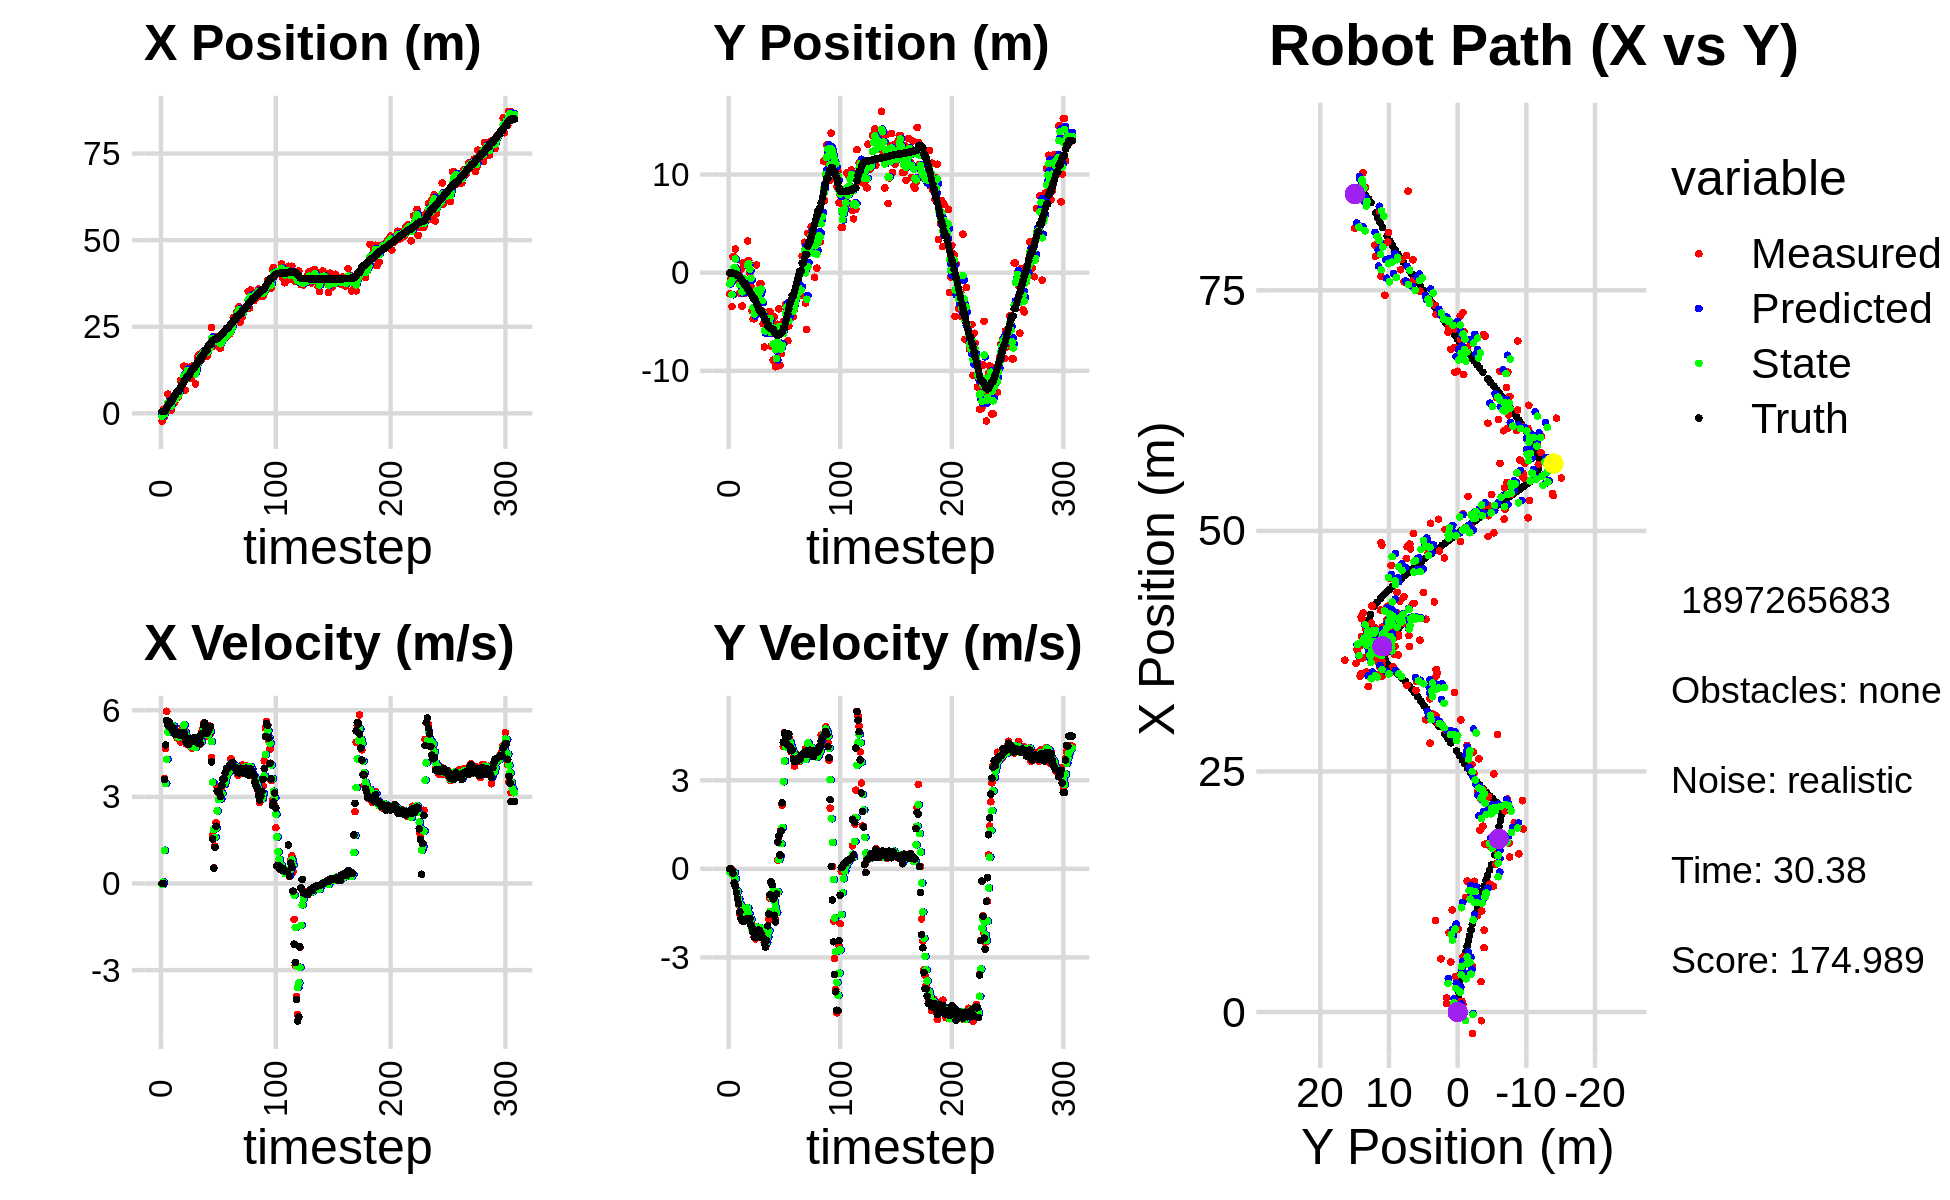 X Position (m)
75
50
25
0
0
100
200
300
timestep
Y Position (m)
10
0
-10
0
100
200
300
timestep
X Velocity (m/s)
6
3
0
-3
0
100
200
300
timestep
Y Velocity (m/s)
3
0
-3
0
100
200
300
timestep
Robot Path (X vs Y)
X Position (m)
75
50
25
0
20 10 0 -10 -20
Y Position (m)
variable
Measured
Predicted
State
Truth
1897265683
Obstacles: none
Noise: realistic
Time: 30.38
Score: 174.989